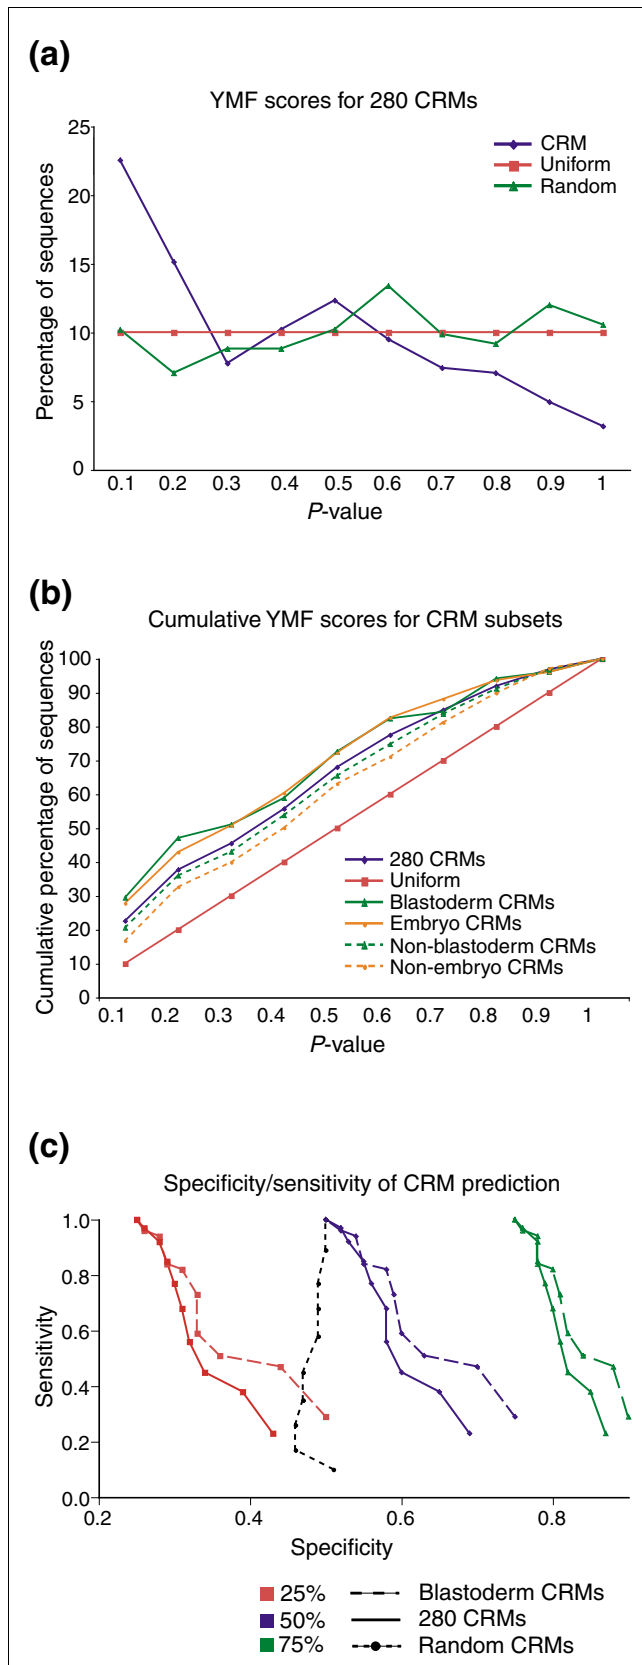 (a)
YMF scores for 280 CRMs
Percentage of sequences
25
20
15
10
5
0
CRM
Uniform
Random
0.1 0.2 0.3 0.4 0.5 0.6 0.7 0.8 0.9 1
P-value
(b)
Cumulative YMF scores for CRM subsets
Cumulative percentage of sequences
100
90
80
70
60
50
40
30
20
10
0
280 CRMs
Uniform
Blastoderm CRMs
Embryo CRMs
Non-blastoderm CRMs
Non-embryo CRMs
0.1 0.2 0.3 0.4 0.5 0.6 0.7 0.8 0.9 1
P-value
(c)
Specificity/sensitivity of CRM prediction
Sensitivity
1.0
0.8
0.6
0.4
0.2
0.0
0.2 0.4 0.6 0.8
Specificity
25% Blastoderm CRMs
50% 280 CRMs
75% Random CRMs